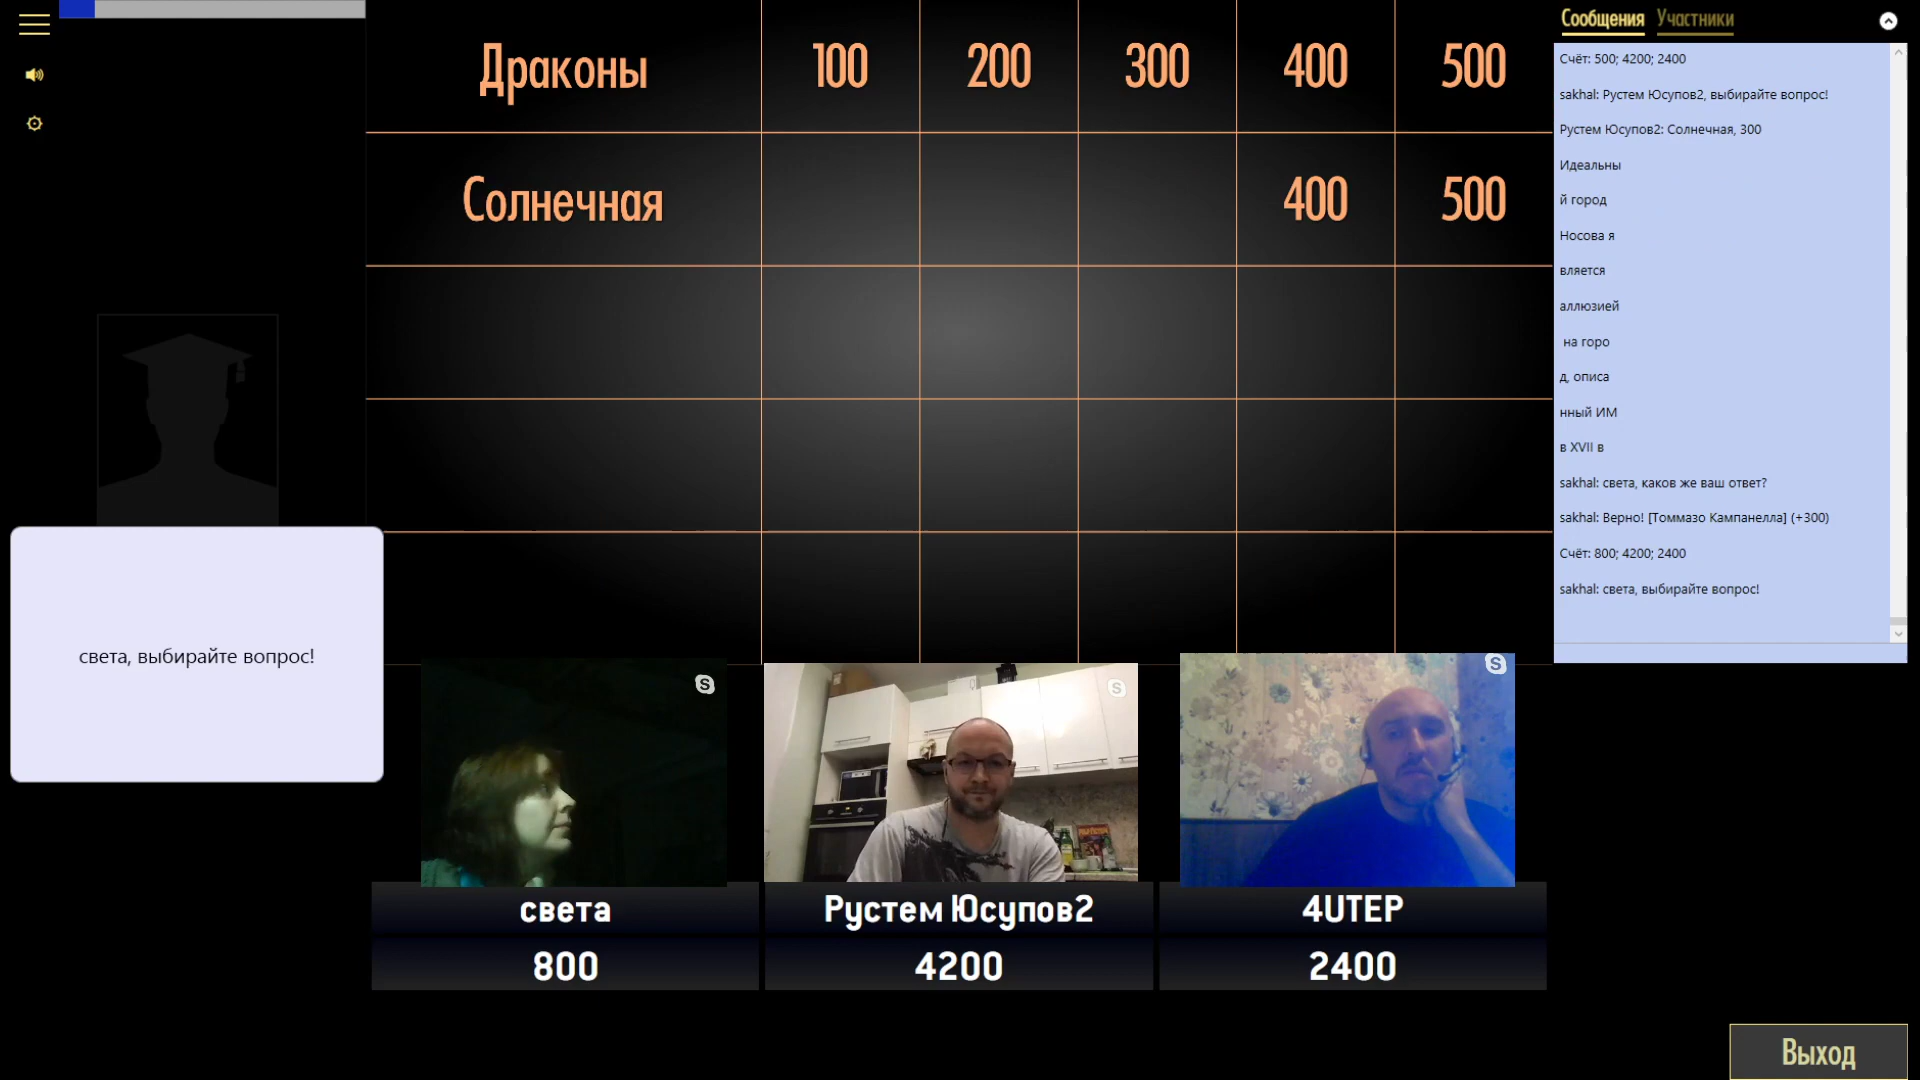 Драконы 100 200 300 400 500
Солнечная 400 500
Сообщения Участники
Счёт: 500; 4200; 2400
sakhal: Рустем Юсупов2, выбирайте вопрос!
Рустем Юсупов2: Солнечная, 300
Идеальны
й город
Носова я
вляется
аллюзией
на горо
д, описа
нный ИМ
в XVII в
sakhal: света, каков же ваш ответ?
sakhal: Верно! [Томмазо Кампанелла] (+300)
Счёт: 800; 4200; 2400
sakhal: света, выбирайте вопрос!
света, выбирайте вопрос!
света
800
Рустем Юсупов2
4200
4UTEP
2400
Выход